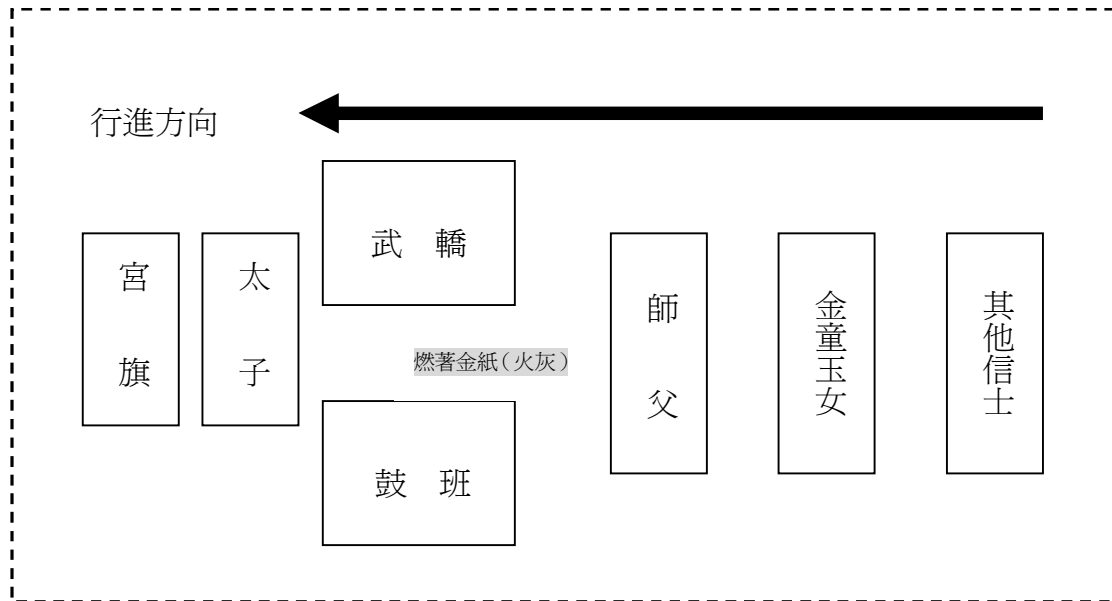 行進方向
宮旗
太子
武轎
燃著金紙(火灰)
鼓班
師父
金童玉女
其他信士